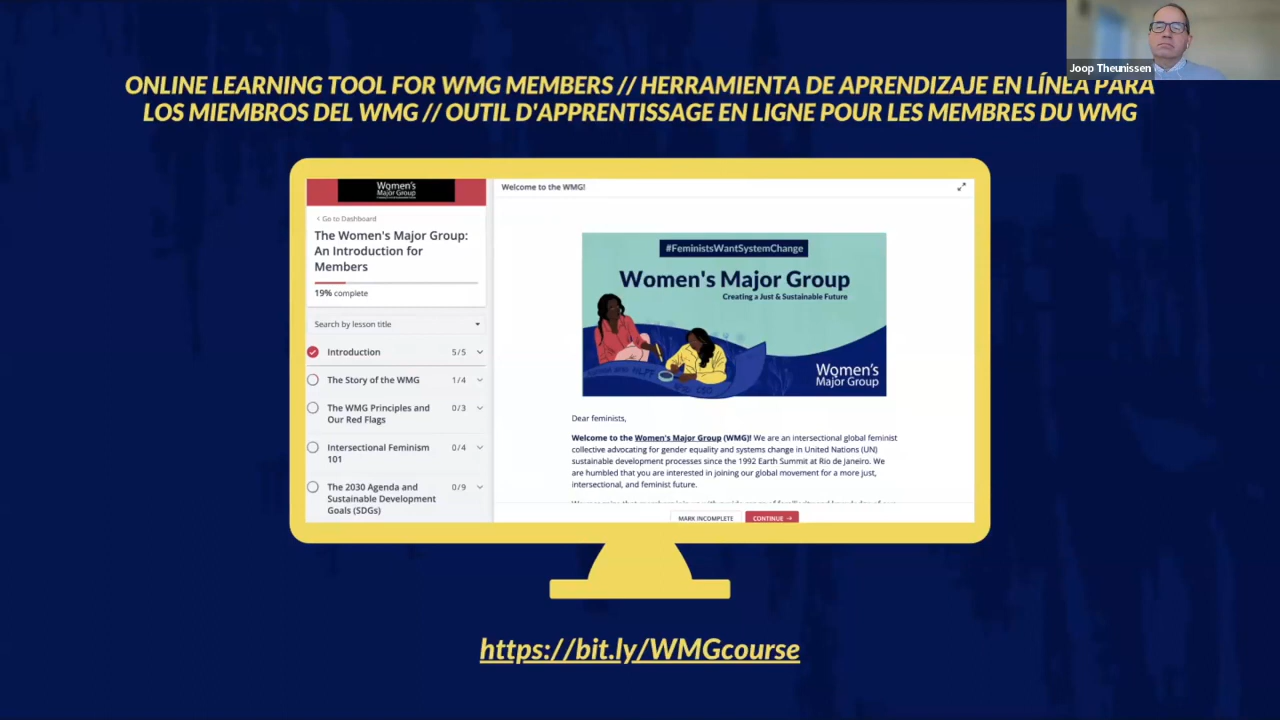 Joop Theunissen
ONLINE LEARNING TOOL FOR WMG MEMBERS // HERRAMIENTA DE APRENDIZAJE EN LÍNEA PARA
LOS MIEMBROS DEL WMG // OUTIL D'APPRENTISSAGE EN LIGNE POUR LES MEMBRES DU WMG
Women's
Major Group
< Go to Dashboard
The Women's Major Group:
An Introduction for
Members
19% complete
Search by lesson title
Introduction 5/5
The Story of the WMG 1/4
The WMG Principles and 0/3
Our Red Flags
Intersectional Feminism 0/4
101
The 2030 Agenda and 0/9
Sustainable Development
Goals (SDGs)
Welcome to the WMG!
#FeministsWantSystemChange
Women's Major Group
Creating a Just & Sustainable Future
Women's
Major Group
Dear feminists,
Welcome to the Women's Major Group (WMG)! We are an intersectional global feminist
collective advocating for gender equality and systems change in United Nations (UN)
sustainable development processes since the 1992 Earth Summit at Rio de Janeiro. We
are humbled that you are interested in joining our global movement for a more just,
intersectional, and feminist future.
MARK INCOMPLETE
CONTINUE →
https://bit.ly/WMGcourse